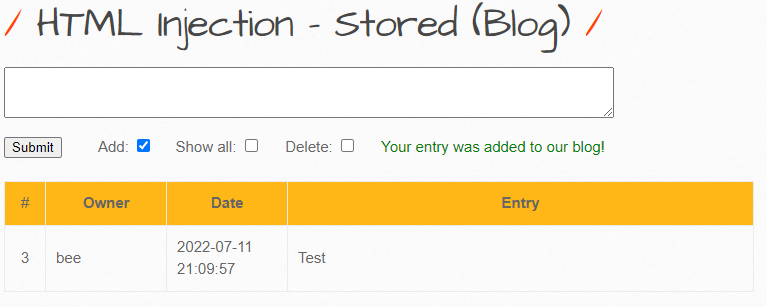 / HTML Injection - Stored (Blog) /
Submit Add: Show all: Delete: Your entry was added to our blog!
# Owner Date Entry
3 bee 2022-07-11 21:09:57 Test